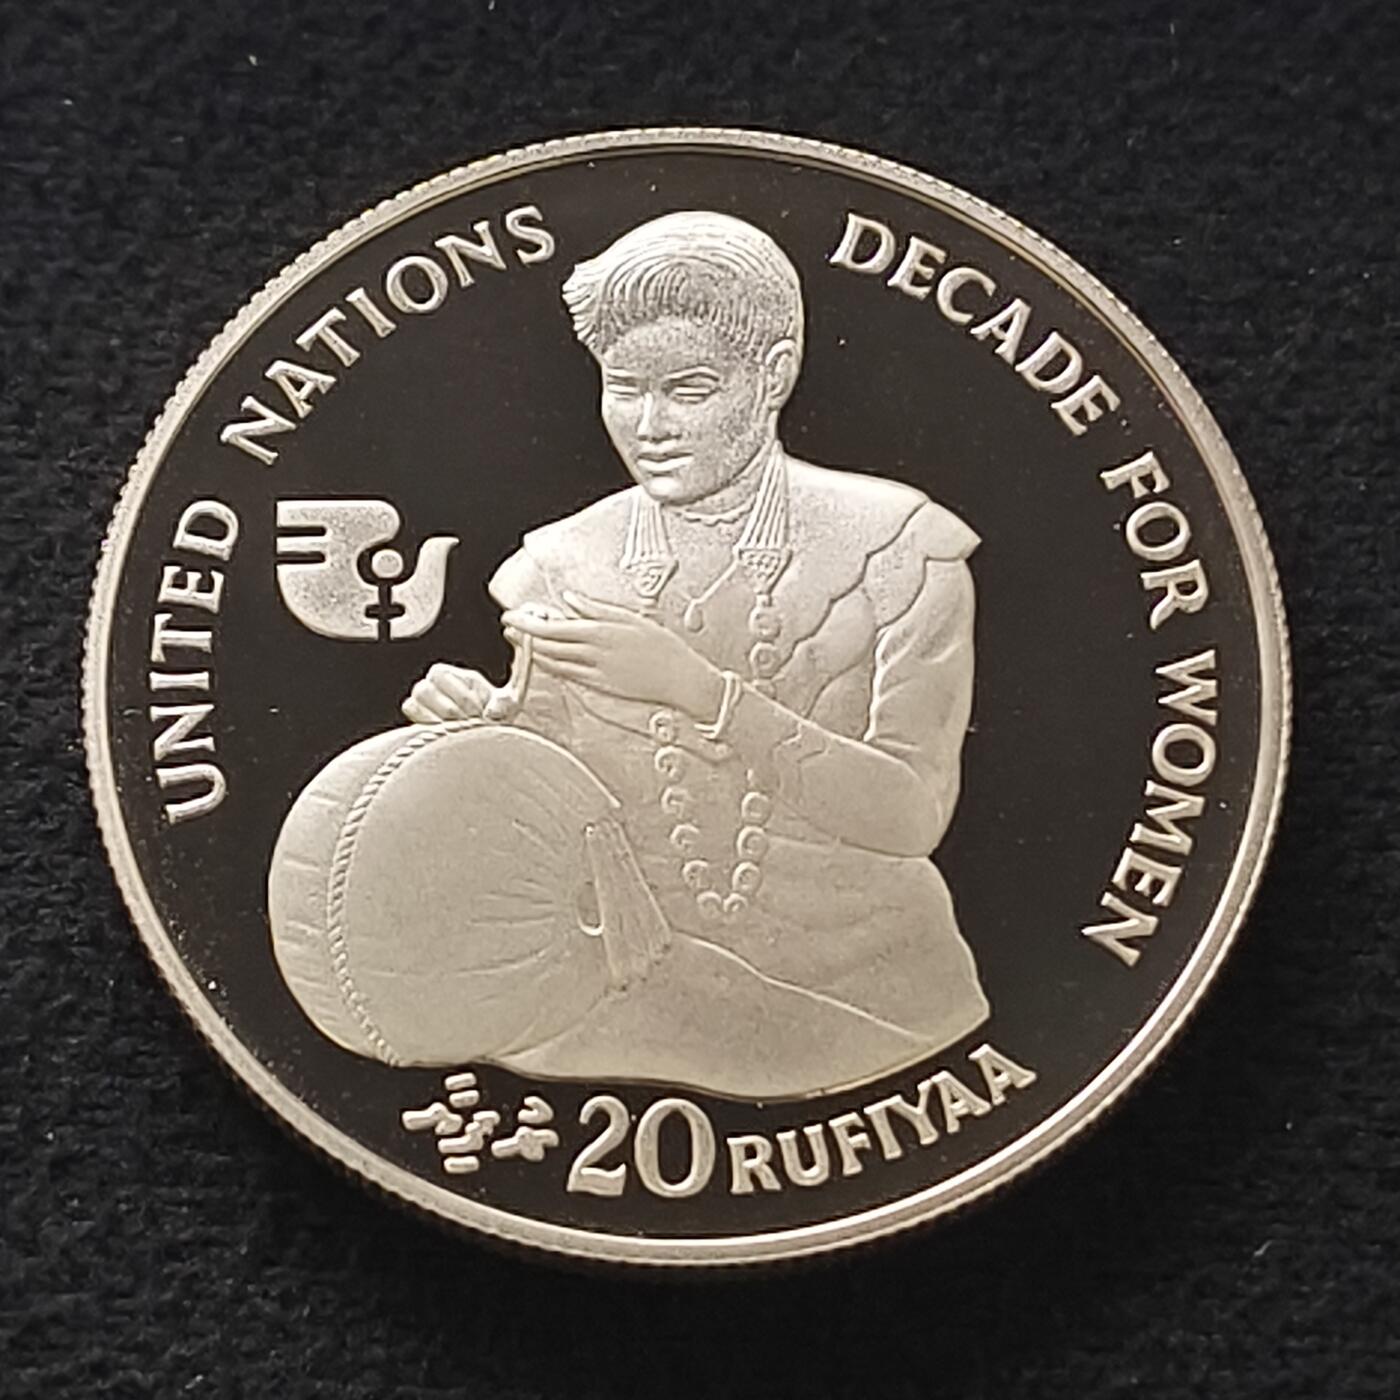 UNITED NATIONS DECADE FOR WOMEN
ރުފިޔާ 20 RUFIYAA